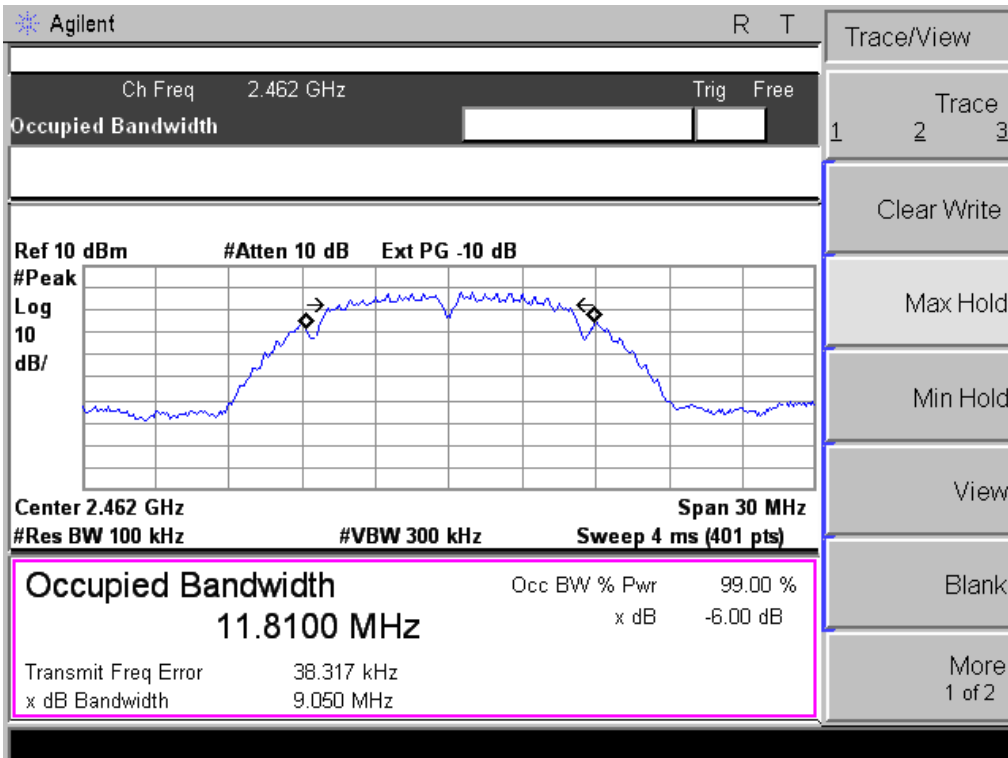 Agilent R T
Ch Freq 2.462 GHz Trig Free
Occupied Bandwidth
Ref 10 dBm #Atten 10 dB Ext PG -10 dB
#Peak
Log
10
dB/
Center 2.462 GHz Span 30 MHz
#Res BW 100 kHz #VBW 300 kHz Sweep 4 ms (401 pts)
Occupied Bandwidth
11.8100 MHz
Occ BW % Pwr 99.00 %
x dB -6.00 dB
Transmit Freq Error 38.317 kHz
x dB Bandwidth 9.050 MHz
Trace/View
Trace
1 2 3
Clear Write
Max Hold
Min Hold
View
Blank
More
1 of 2